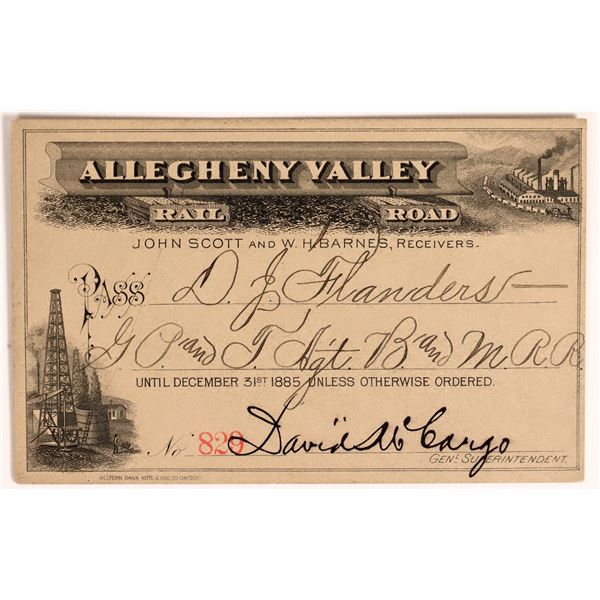 ALLEGHENY VALLEY
RAIL ROAD
JOHN SCOTT AND W. H. BARNES, RECEIVERS.
PASS D. J. Flanders
G. P. and T. Agt. B. and M. R. R.
UNTIL DECEMBER 31ST 1885 UNLESS OTHERWISE ORDERED.
No 829 David McCargo
GENL SUPERINTENDENT.
WESTERN BANK NOTE & ENG. CO CHICAGO